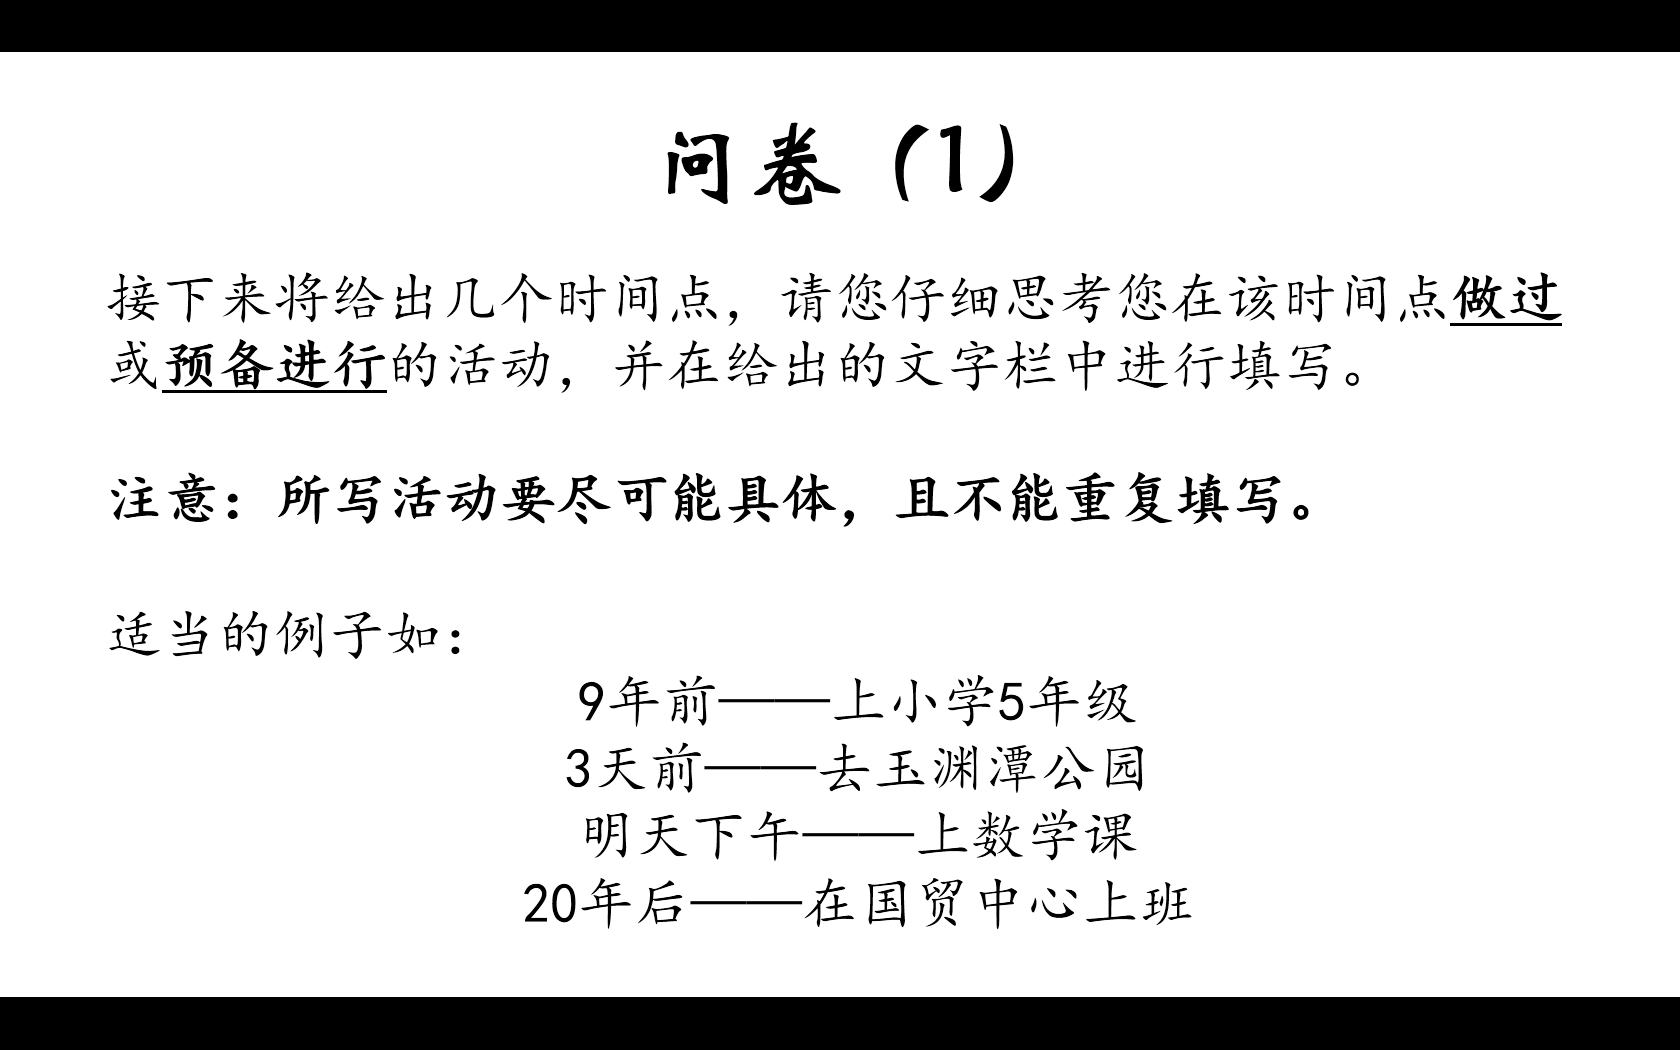 问卷（1）
接下来将给出几个时间点，请您仔细思考您在该时间点做过
或预备进行的活动，并在给出的文字栏中进行填写。
注意：所写活动要尽可能具体，且不能重复填写。
适当的例子如：
9年前——上小学5年级
3天前——去玉渊潭公园
明天下午——上数学课
20年后——在国贸中心上班